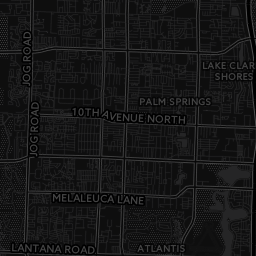 JOG ROAD
LAKE CLAR
SHORES
PALM SPRINGS
10TH AVENUE NORTH
JOG ROAD
MELALEUCA LANE
LANTANA ROAD
ATLANTIS